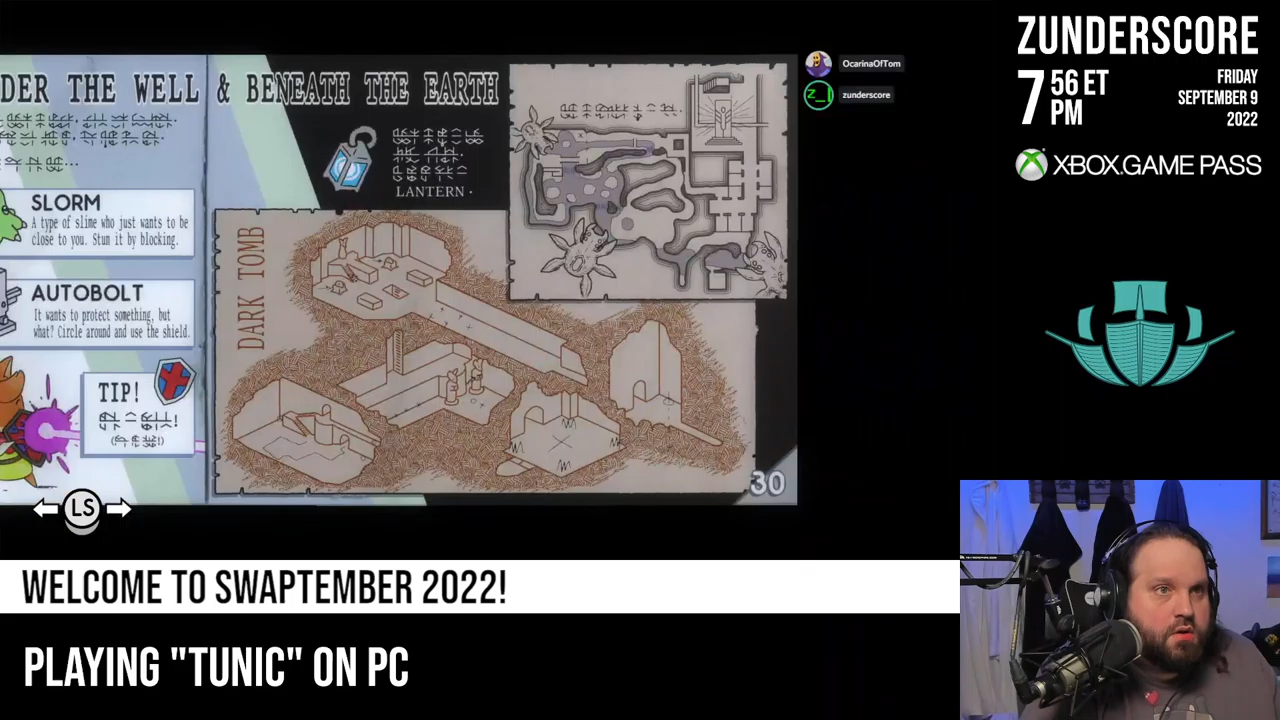 DER THE WELL & BENEATH THE EARTH
LANTERN
SLORM
A type of slime who just wants to be
close to you. Stun it by blocking.
AUTOBOLT
It wants to protect something, but
what? Circle around and use the shield.
TIP!
DARK TOMB
30
LS
OcarinaOfTom
zunderscore
ZUNDERSCORE
7 56 ET
PM
FRIDAY
SEPTEMBER 9
2022
XBOX GAME PASS
WELCOME TO SWAPTEMBER 2022!
PLAYING "TUNIC" ON PC